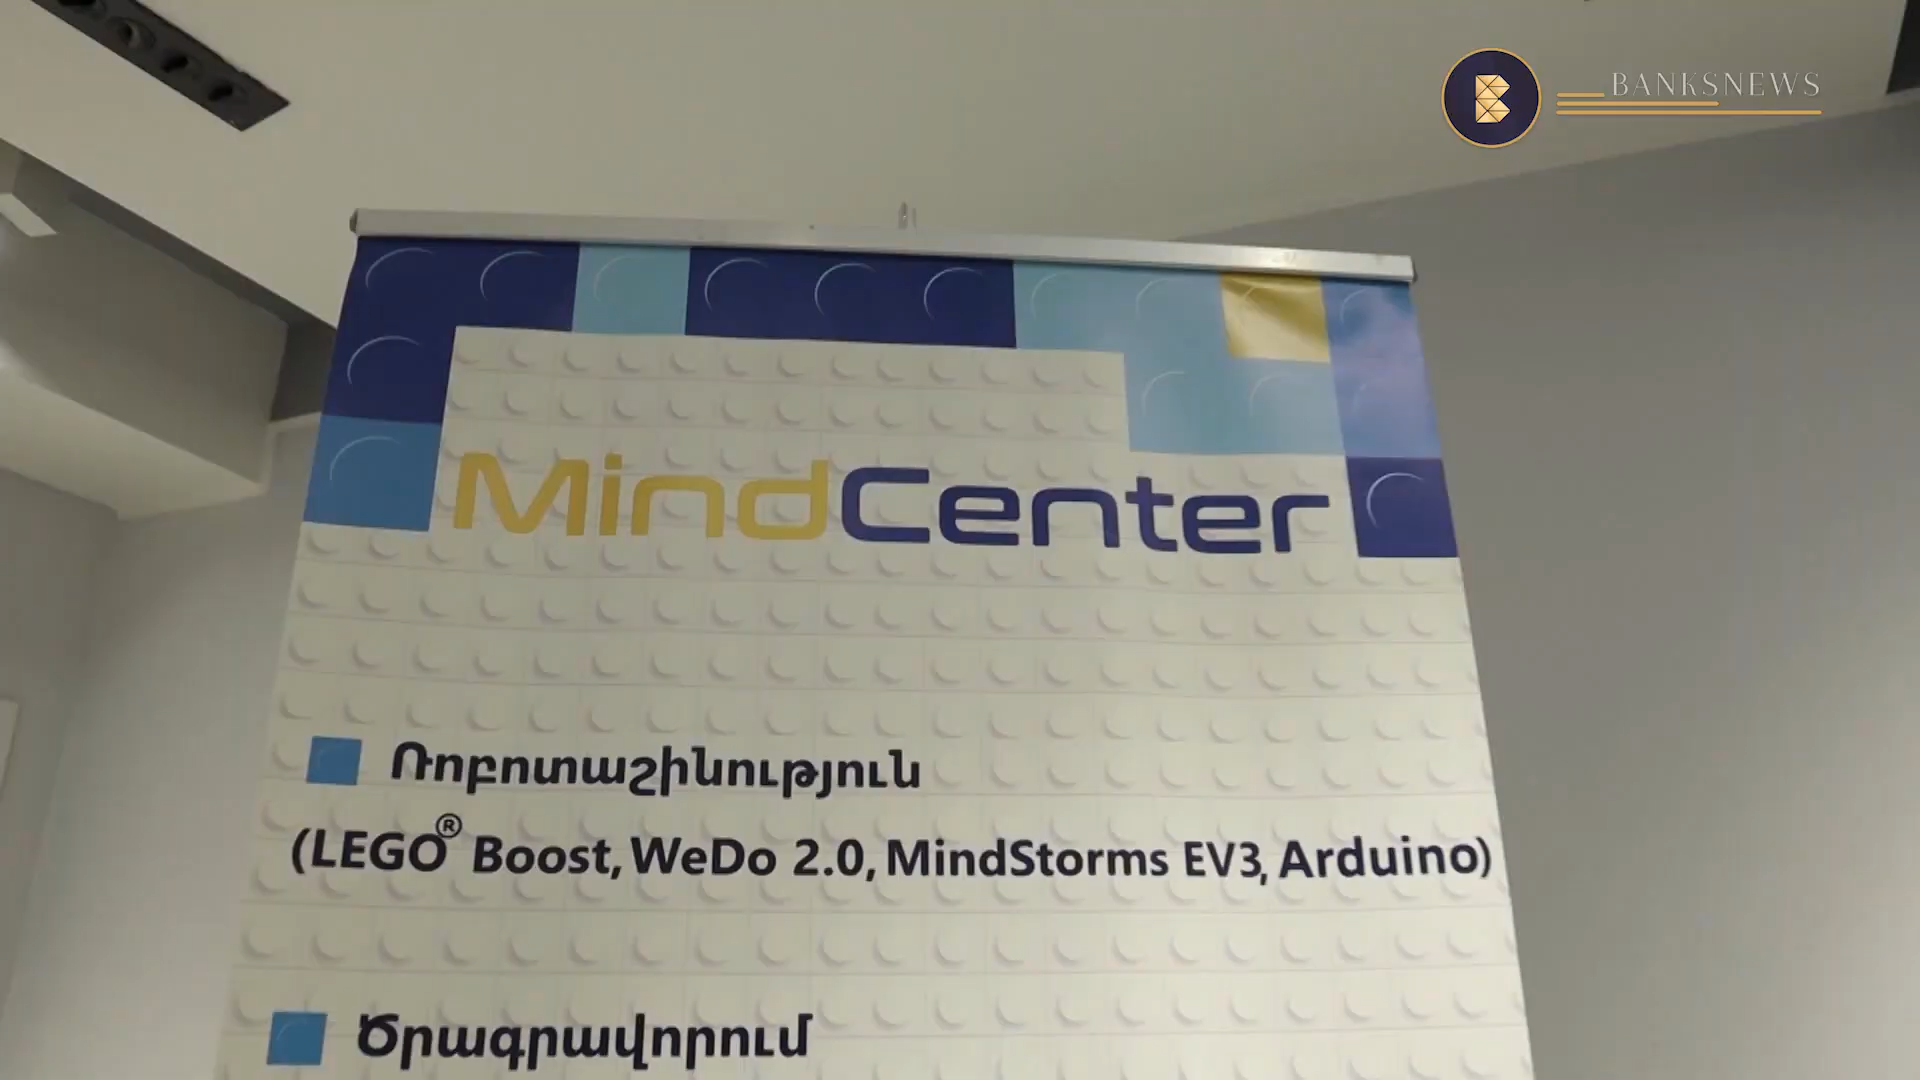 BANKSNEWS
MindCenter
Ռոբոտաշինություն
(LEGO® Boost, WeDo 2.0, MindStorms EV3, Arduino)
Ծրագրավորում